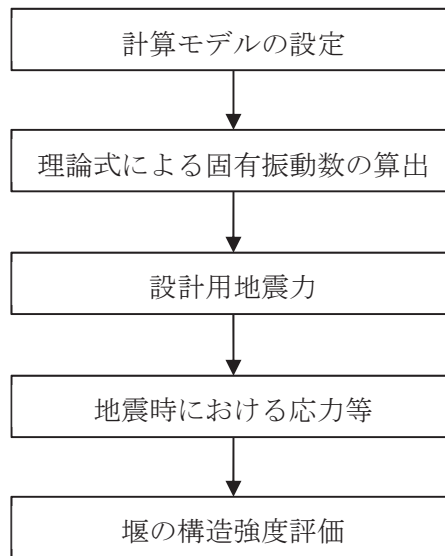 計算モデルの設定
理論式による固有振動数の算出
設計用地震力
地震時における応力等
堰の構造強度評価